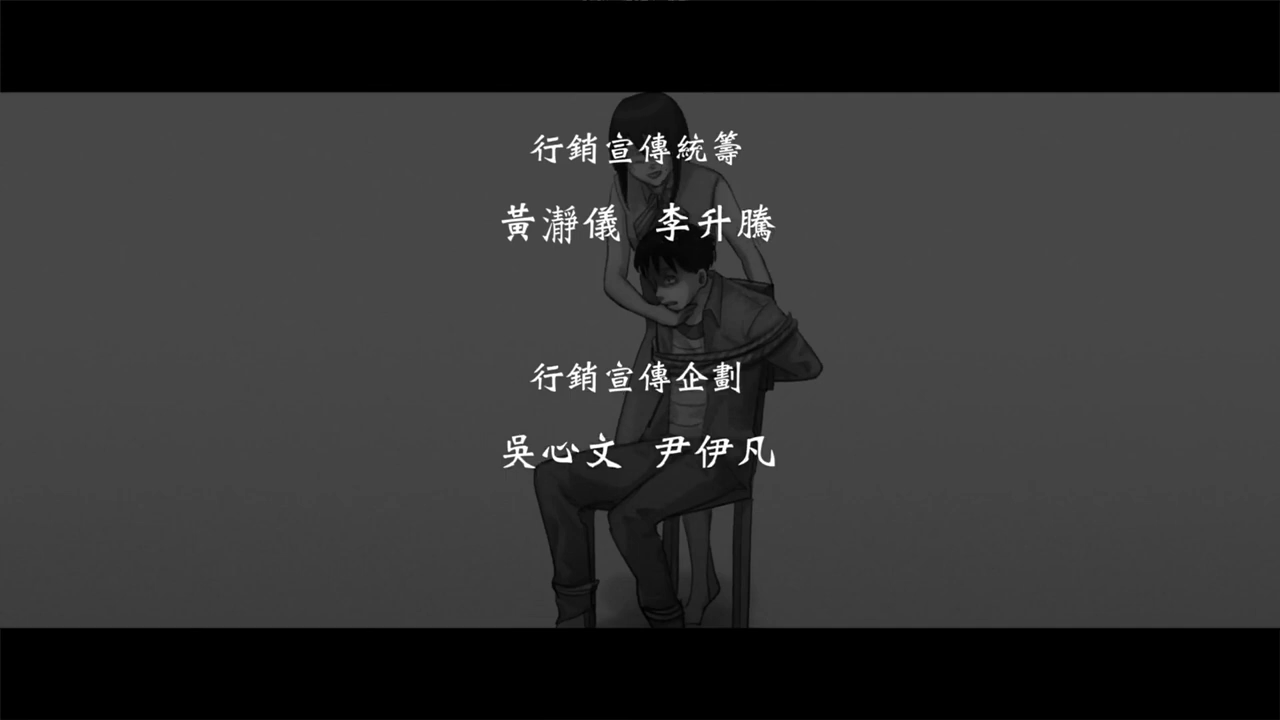 行銷宣傳統籌
黃瀞儀 李升騰
行銷宣傳企劃
吳心文 尹伊凡